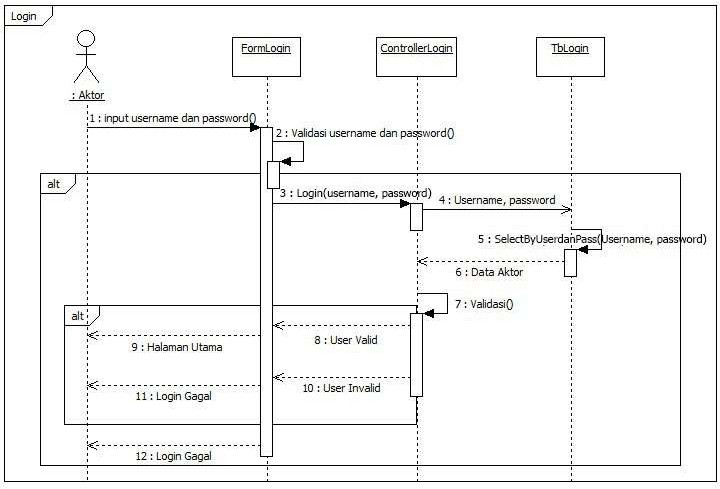 Login
FormLogin
ControllerLogin
TbLogin
: Aktor
1 : input username dan password()
2 : Validasi username dan password()
alt
3 : Login(username, password)
4 : Username, password
5 : SelectByUserdanPass(Username, password)
6 : Data Aktor
7 : Validasi()
alt
8 : User Valid
9 : Halaman Utama
10 : User Invalid
11 : Login Gagal
12 : Login Gagal